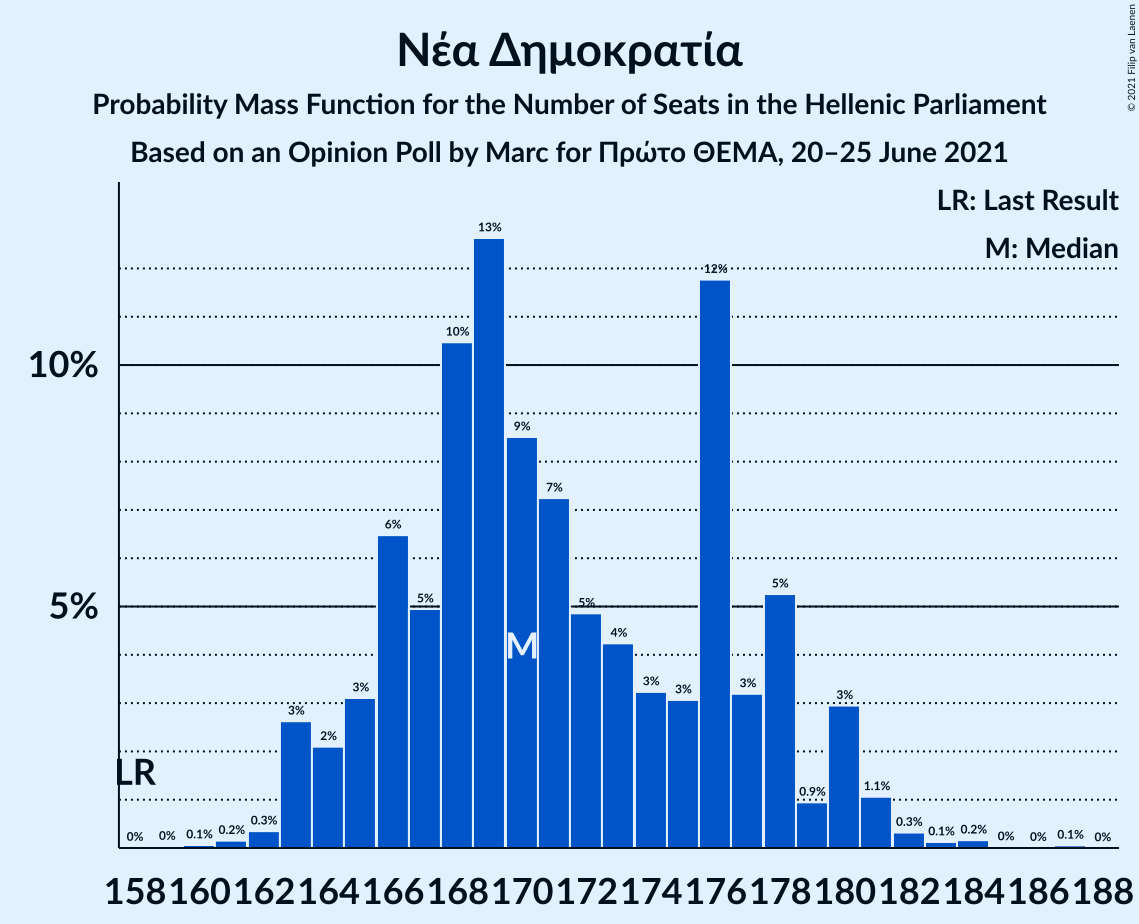 Νέα Δημοκρατία
Probability Mass Function for the Number of Seats in the Hellenic Parliament
Based on an Opinion Poll by Marc for Πρώτο ΘΕΜΑ, 20–25 June 2021
© 2021 Filip van Laenen
LR: Last Result
M: Median
13%
12%
10%
10%
9%
7%
6%
5%
5%
5%
5%
4%
M
3%
3%
3%
3%
3%
3%
2%
LR
1.1%
0.9%
0% 0% 0.1% 0.2% 0.3%
0.3% 0.1% 0.2% 0% 0% 0.1% 0%
158 160 162 164 166 168 170 172 174 176 178 180 182 184 186 188